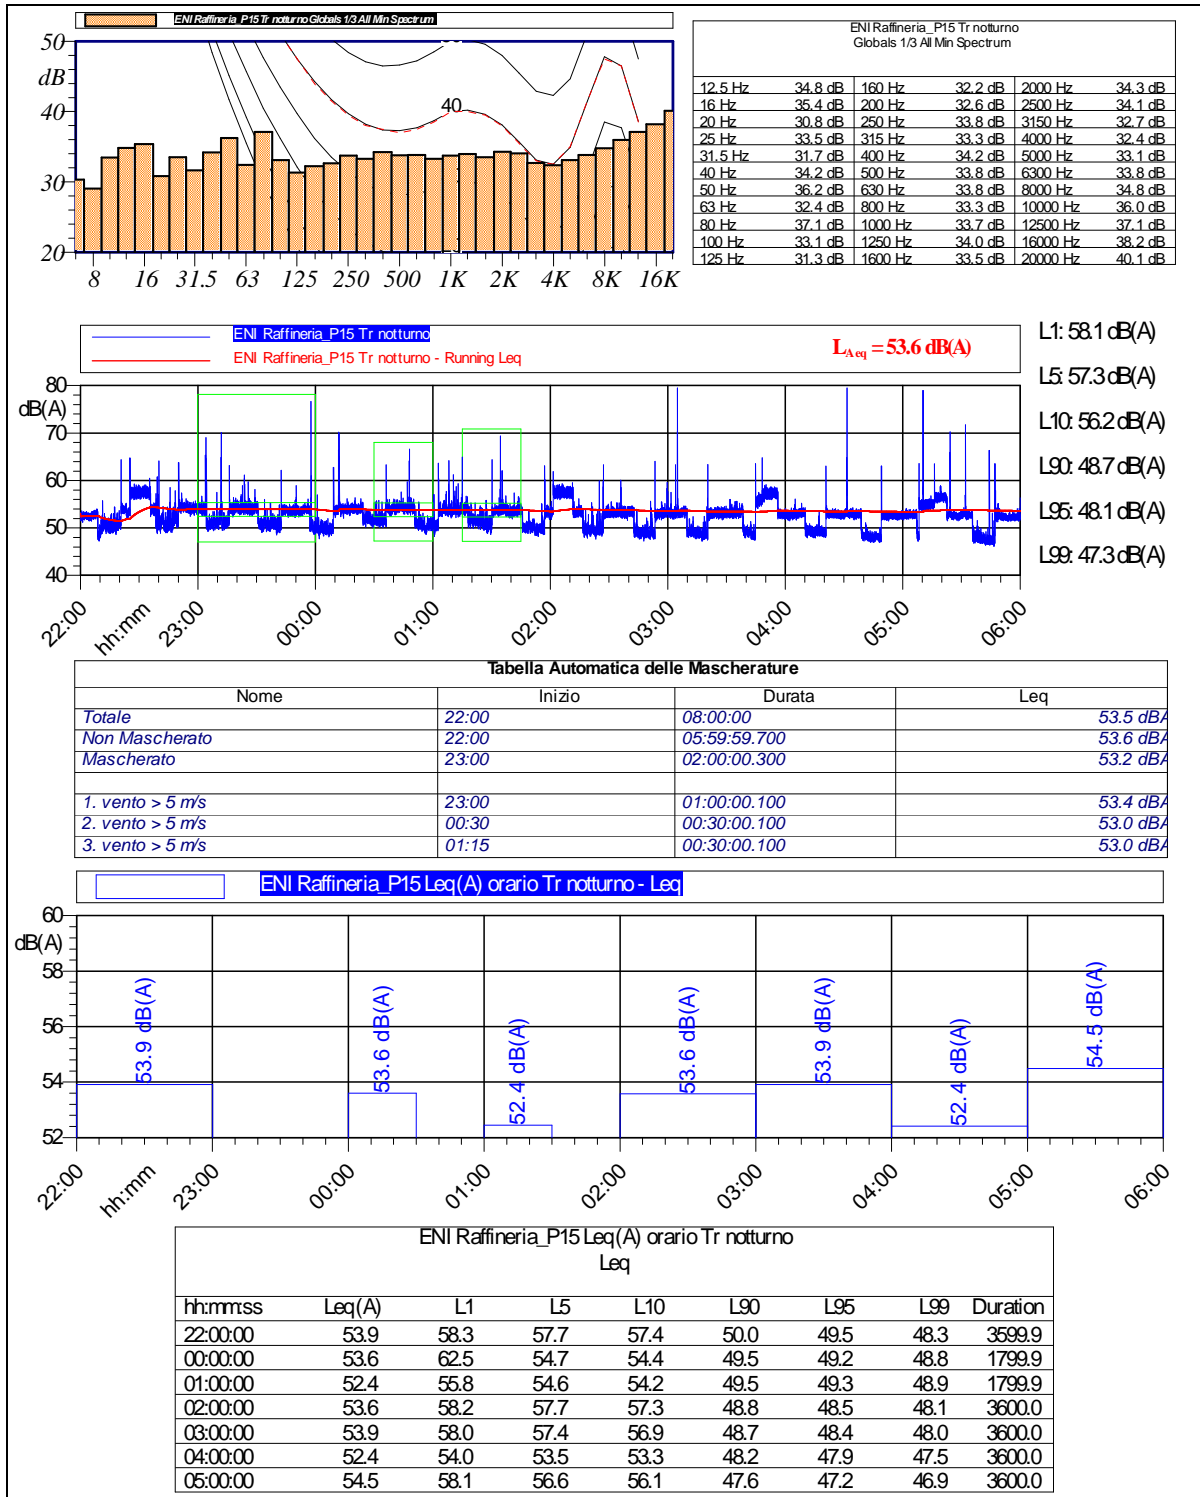 ENI Raffineria_P15 Tr notturno Globals 1/3 All Min Spectrum
50
dB
40
30
20
40
8 16 31.5 63 125 250 500 1K 2K 4K 8K 16K
ENI Raffineria_P15 Tr notturno
Globals 1/3 All Min Spectrum
12.5 Hz 34.8 dB 160 Hz 32.2 dB 2000 Hz 34.3 dB
16 Hz 35.4 dB 200 Hz 32.6 dB 2500 Hz 34.1 dB
20 Hz 30.8 dB 250 Hz 33.8 dB 3150 Hz 32.7 dB
25 Hz 33.5 dB 315 Hz 33.3 dB 4000 Hz 32.4 dB
31.5 Hz 31.7 dB 400 Hz 34.2 dB 5000 Hz 33.1 dB
40 Hz 34.2 dB 500 Hz 33.8 dB 6300 Hz 33.8 dB
50 Hz 36.2 dB 630 Hz 33.8 dB 8000 Hz 34.8 dB
63 Hz 32.4 dB 800 Hz 33.3 dB 10000 Hz 36.0 dB
80 Hz 37.1 dB 1000 Hz 33.7 dB 12500 Hz 37.1 dB
100 Hz 33.1 dB 1250 Hz 34.0 dB 16000 Hz 38.2 dB
125 Hz 31.3 dB 1600 Hz 33.5 dB 20000 Hz 40.1 dB
ENI Raffineria_P15 Tr notturno
ENI Raffineria_P15 Tr notturno - Running Leq
LAeq = 53.6 dB(A)
80
dB(A)
70
60
50
40
22:00 hh:mm 23:00 00:00 01:00 02:00 03:00 04:00 05:00 06:00
L1: 58.1 dB(A)
L5: 57.3 dB(A)
L10: 56.2 dB(A)
L90: 48.7 dB(A)
L95: 48.1 dB(A)
L99: 47.3 dB(A)
Tabella Automatica delle Mascherature
Nome Inizio Durata Leq
Totale 22:00 08:00:00 53.5 dBA
Non Mascherato 22:00 05:59:59.700 53.6 dBA
Mascherato 23:00 02:00:00.300 53.2 dBA
1. vento > 5 m/s 23:00 01:00:00.100 53.4 dBA
2. vento > 5 m/s 00:30 00:30:00.100 53.0 dBA
3. vento > 5 m/s 01:15 00:30:00.100 53.0 dBA
ENI Raffineria_P15 Leq(A) orario Tr notturno - Leq
60
dB(A)
58
56
54
52
53.9 dB(A)
53.6 dB(A)
52.4 dB(A)
53.6 dB(A)
53.9 dB(A)
52.4 dB(A)
54.5 dB(A)
22:00 hh:mm 23:00 00:00 01:00 02:00 03:00 04:00 05:00 06:00
ENI Raffineria_P15 Leq(A) orario Tr notturno
Leq
hh:mm:ss Leq(A) L1 L5 L10 L90 L95 L99 Duration
22:00:00 53.9 58.3 57.7 57.4 50.0 49.5 48.3 3599.9
00:00:00 53.6 62.5 54.7 54.4 49.5 49.2 48.8 1799.9
01:00:00 52.4 55.8 54.6 54.2 49.5 49.3 48.9 1799.9
02:00:00 53.6 58.2 57.7 57.3 48.8 48.5 48.1 3600.0
03:00:00 53.9 58.0 57.4 56.9 48.7 48.4 48.0 3600.0
04:00:00 52.4 54.0 53.5 53.3 48.2 47.9 47.5 3600.0
05:00:00 54.5 58.1 56.6 56.1 47.6 47.2 46.9 3600.0